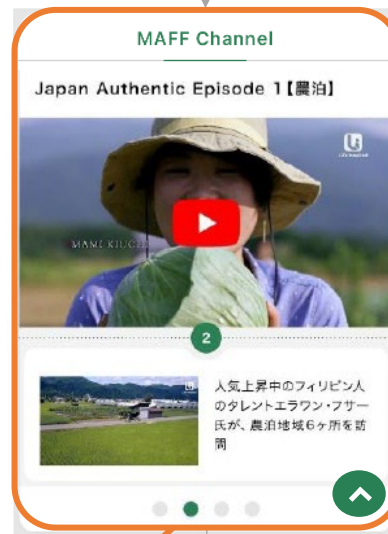 MAFF Channel
Japan Authentic Episode 1【農泊】
MAMI KIUCHI
2
人気上昇中のフィリピン人
のタレントエラワン・フサー
氏が、農泊地域6ヶ所を訪
問